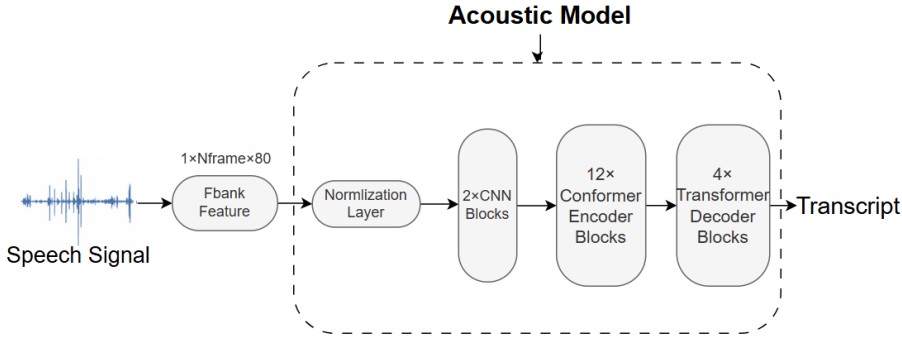 Acoustic Model
1×Nframe×80
Fbank
Feature
Speech Signal
Normlization
Layer
2×CNN
Blocks
12×
Conformer
Encoder
Blocks
4×
Transformer
Decoder
Blocks
Transcript